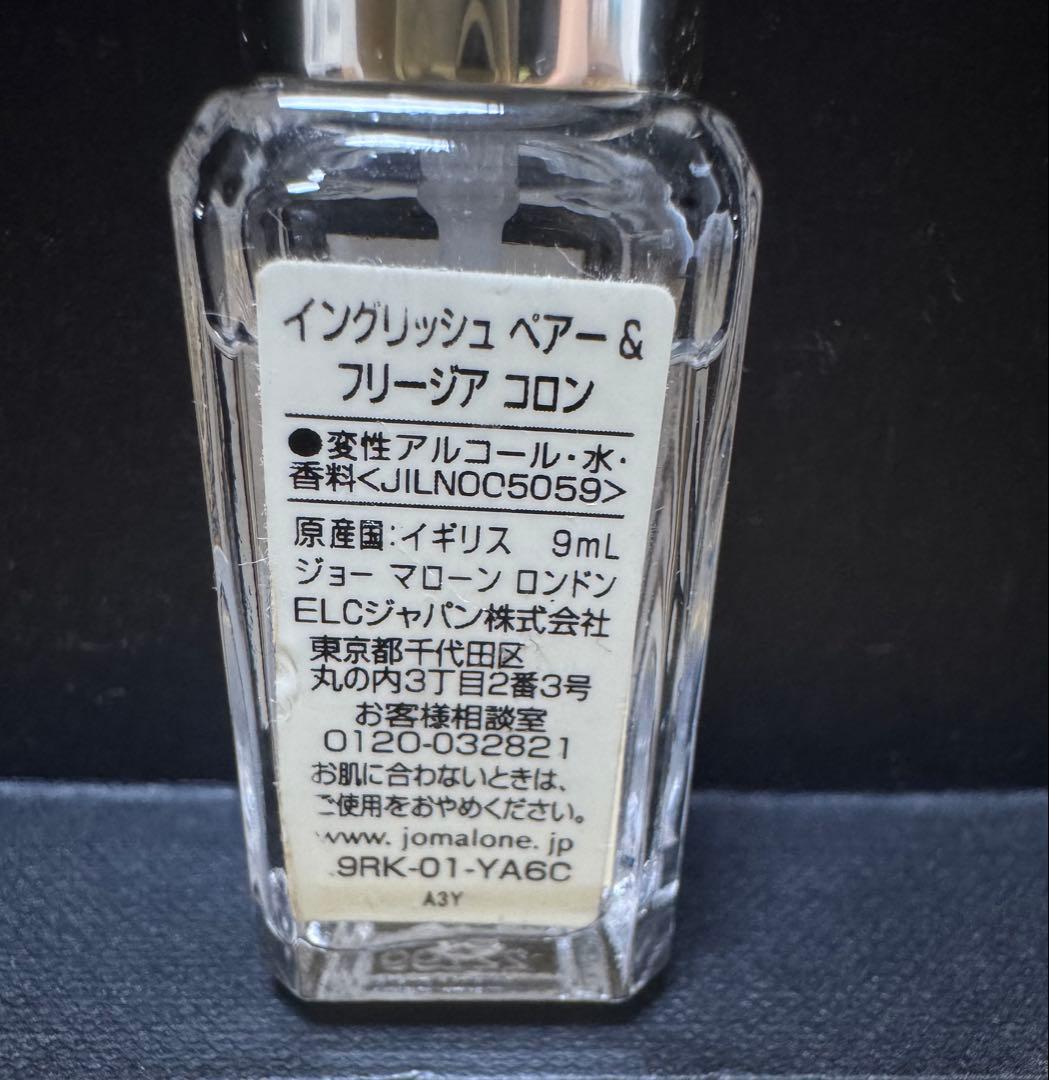 イングリッシュ ペアー &
フリージア コロン
●変性アルコール・水・
香料<JILN0C5059>
原産国:イギリス 9mL
ジョー マローン ロンドン
ELCジャパン株式会社
東京都千代田区
丸の内3丁目2番3号
お客様相談室
0120-032821
お肌に合わないときは、
ご使用をおやめください。
www. jomalone. jp
9RK-01-YA6C
A3Y